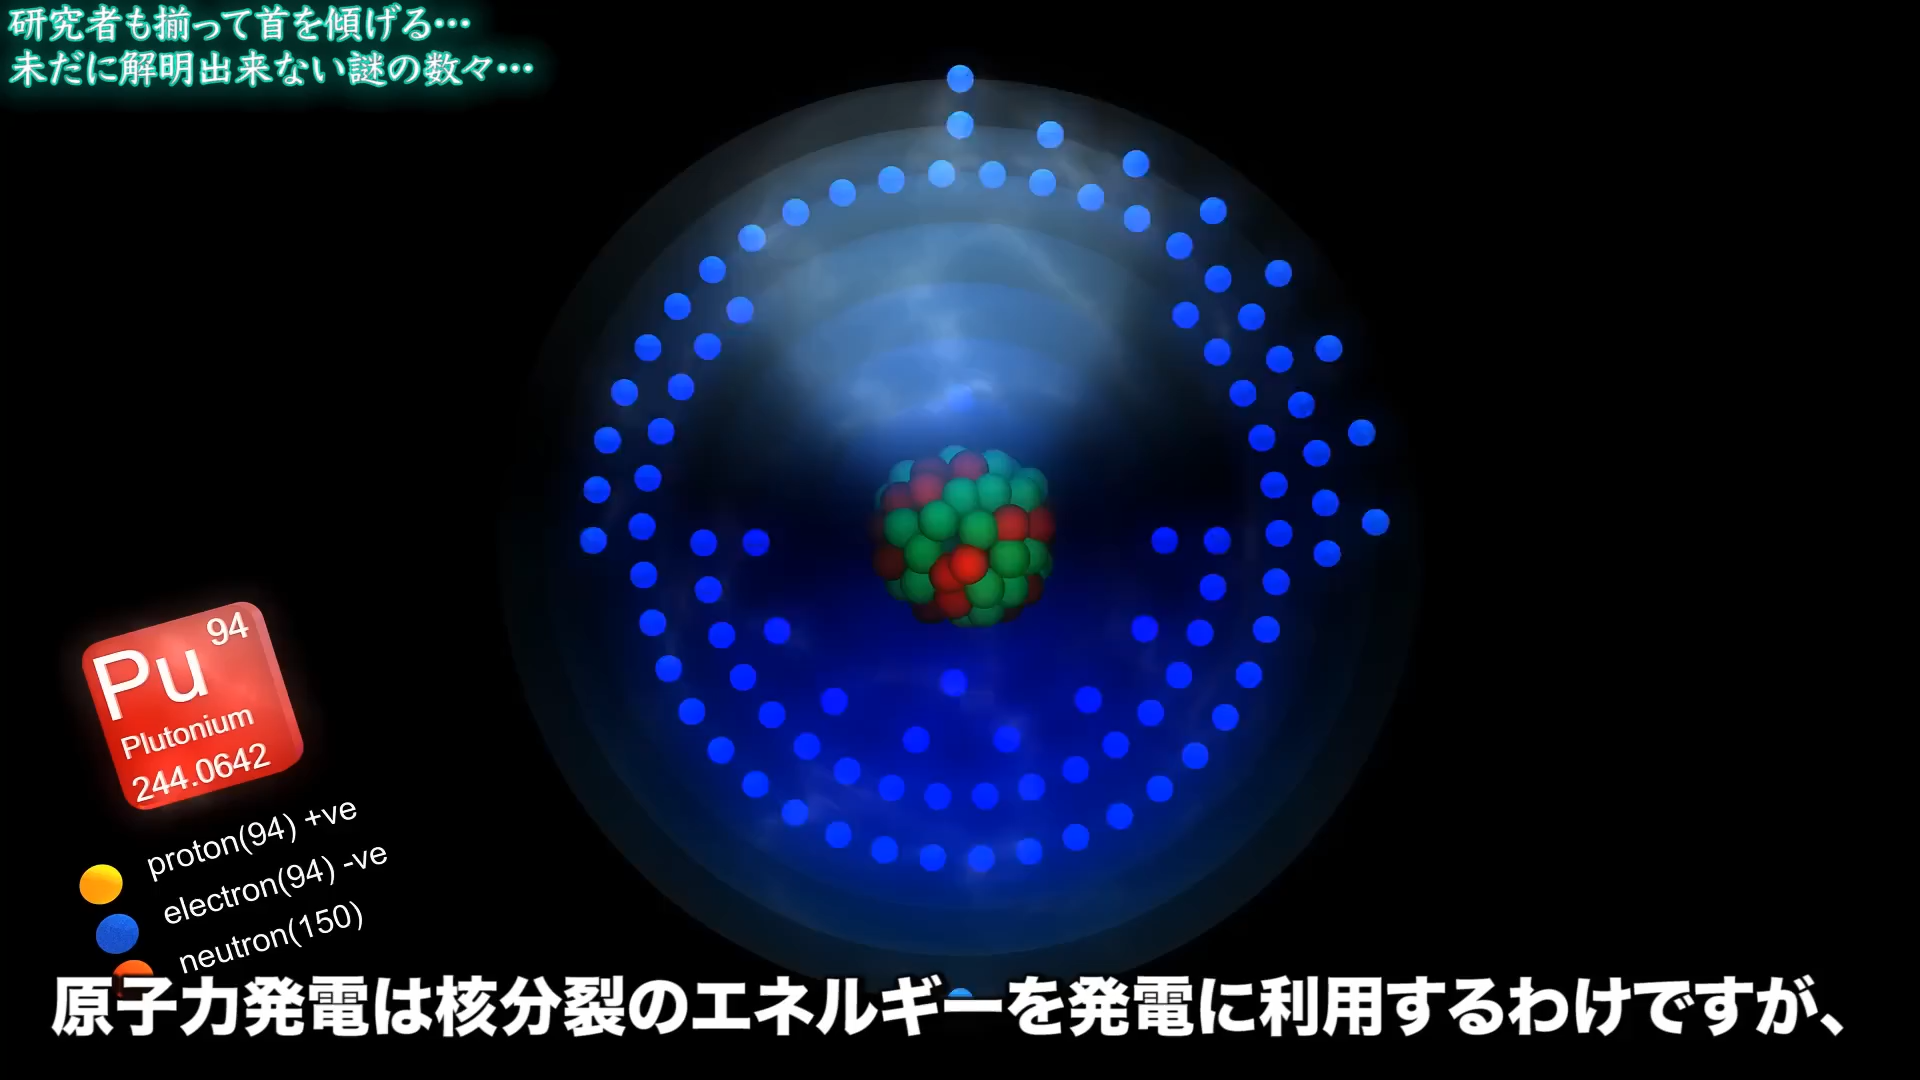 研究者も揃って首を傾げる…
未だに解明出来ない謎の数々…
94
Pu
Plutonium
244.0642
proton(94) +ve
electron(94) -ve
neutron(150)
原子力発電は核分裂のエネルギーを発電に利用するわけですが、